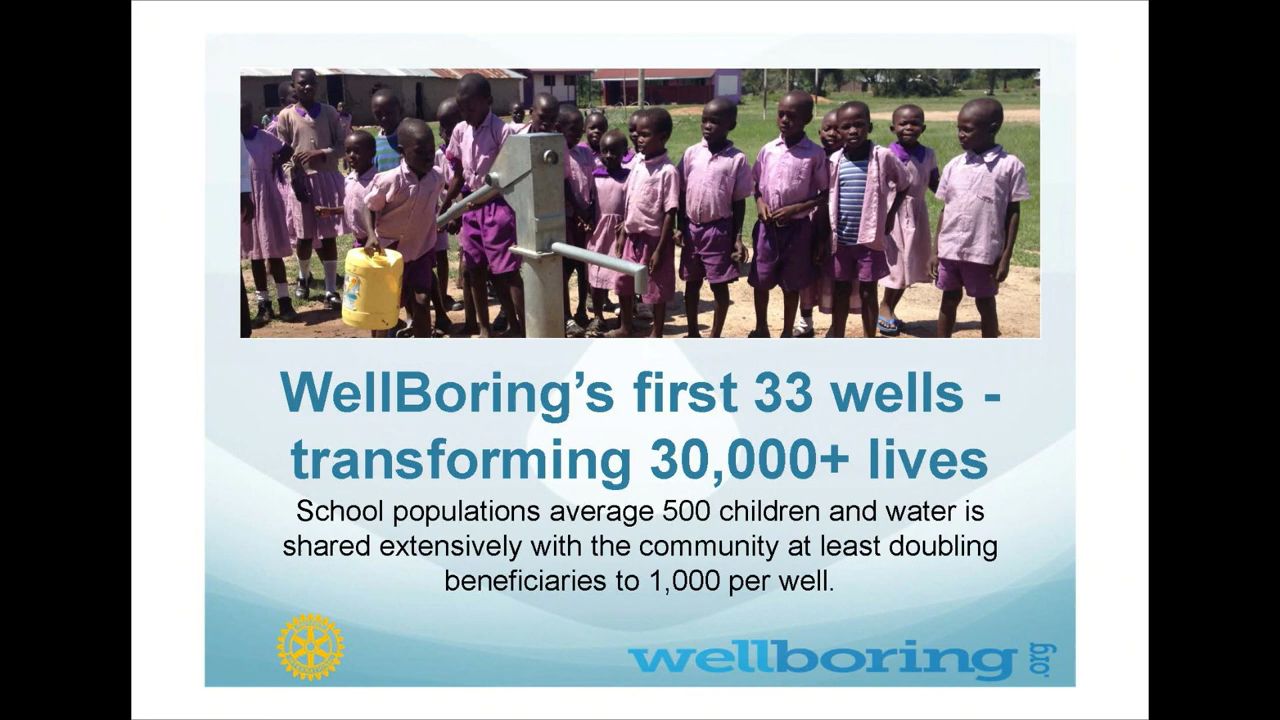 WellBoring’s first 33 wells -
transforming 30,000+ lives
School populations average 500 children and water is
shared extensively with the community at least doubling
beneficiaries to 1,000 per well.
wellboring.org